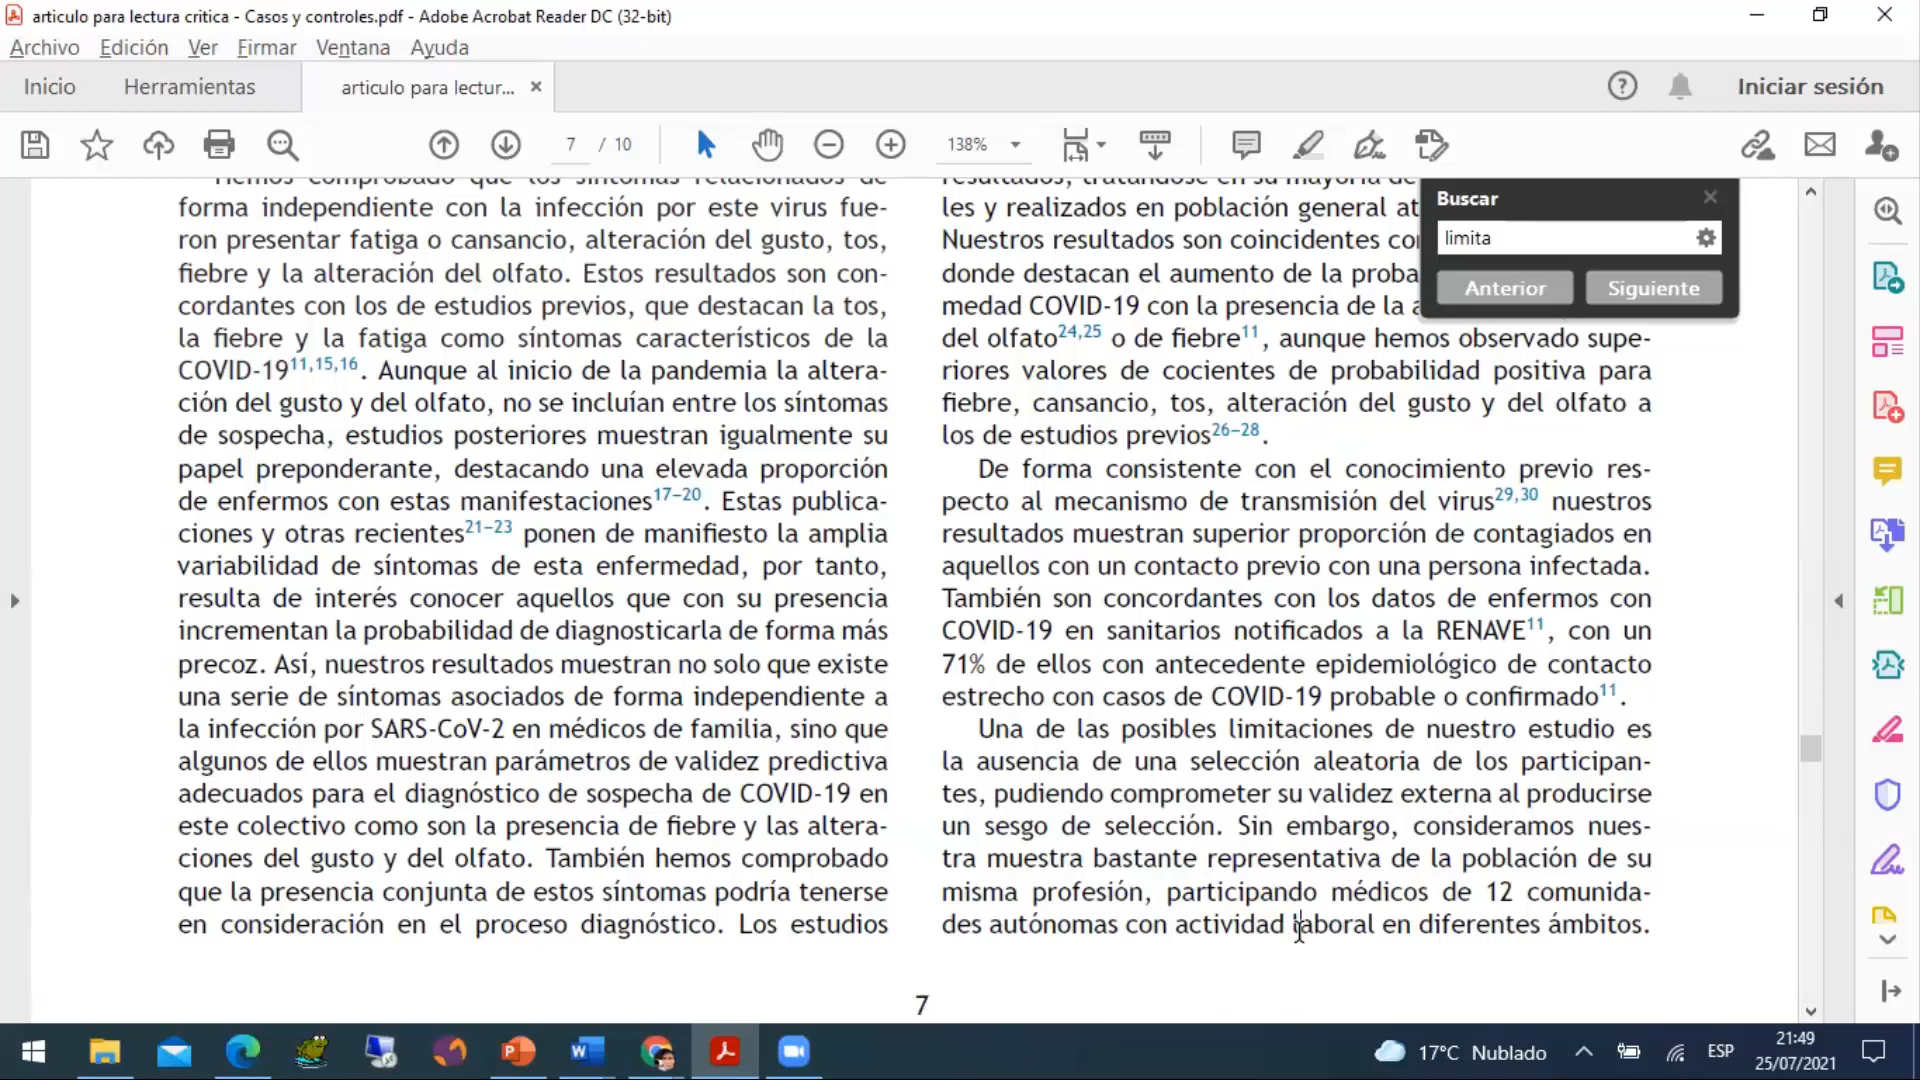 articulo para lectura critica - Casos y controles.pdf - Adobe Acrobat Reader DC (32-bit)
Archivo Edición Ver Firmar Ventana Ayuda
Inicio Herramientas articulo para lectur... Iniciar sesión
7 / 10 138%
Buscar
limita
Anterior Siguiente
Hemos comprobado que los síntomas relacionados de
forma independiente con la infección por este virus fue-
ron presentar fatiga o cansancio, alteración del gusto, tos,
fiebre y la alteración del olfato. Estos resultados son con-
cordantes con los de estudios previos, que destacan la tos,
la fiebre y la fatiga como síntomas característicos de la
COVID-1911,15,16. Aunque al inicio de la pandemia la altera-
ción del gusto y del olfato, no se incluían entre los síntomas
de sospecha, estudios posteriores muestran igualmente su
papel preponderante, destacando una elevada proporción
de enfermos con estas manifestaciones17–20. Estas publica-
ciones y otras recientes21–23 ponen de manifiesto la amplia
variabilidad de síntomas de esta enfermedad, por tanto,
resulta de interés conocer aquellos que con su presencia
incrementan la probabilidad de diagnosticarla de forma más
precoz. Así, nuestros resultados muestran no solo que existe
una serie de síntomas asociados de forma independiente a
la infección por SARS-CoV-2 en médicos de familia, sino que
algunos de ellos muestran parámetros de validez predictiva
adecuados para el diagnóstico de sospecha de COVID-19 en
este colectivo como son la presencia de fiebre y las altera-
ciones del gusto y del olfato. También hemos comprobado
que la presencia conjunta de estos síntomas podría tenerse
en consideración en el proceso diagnóstico. Los estudios
resultados, tratándose en su mayoría de
les y realizados en población general at
Nuestros resultados son coincidentes co
donde destacan el aumento de la proba
medad COVID-19 con la presencia de la a
del olfato24,25 o de fiebre11, aunque hemos observado supe-
riores valores de cocientes de probabilidad positiva para
fiebre, cansancio, tos, alteración del gusto y del olfato a
los de estudios previos26–28.
De forma consistente con el conocimiento previo res-
pecto al mecanismo de transmisión del virus29,30 nuestros
resultados muestran superior proporción de contagiados en
aquellos con un contacto previo con una persona infectada.
También son concordantes con los datos de enfermos con
COVID-19 en sanitarios notificados a la RENAVE11, con un
71% de ellos con antecedente epidemiológico de contacto
estrecho con casos de COVID-19 probable o confirmado11.
Una de las posibles limitaciones de nuestro estudio es
la ausencia de una selección aleatoria de los participan-
tes, pudiendo comprometer su validez externa al producirse
un sesgo de selección. Sin embargo, consideramos nues-
tra muestra bastante representativa de la población de su
misma profesión, participando médicos de 12 comunida-
des autónomas con actividad laboral en diferentes ámbitos.
7
17°C Nublado ESP 21:49
25/07/2021